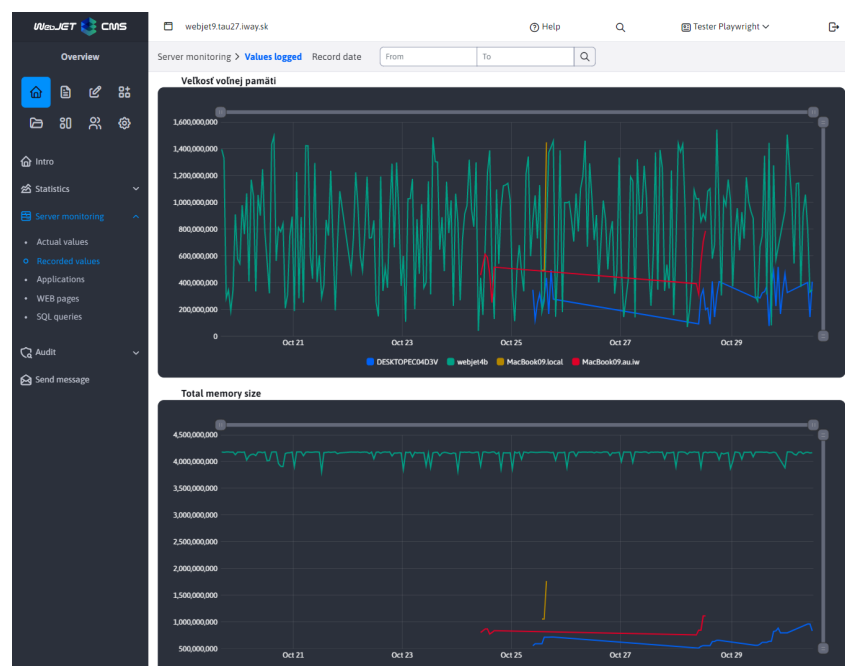 WebJET CMS
webjet9.tau27.iway.sk
Help
Tester Playwright
Overview
Server monitoring > Values logged Record date From To
Intro
Statistics
Server monitoring
• Actual values
Recorded values
• Applications
• WEB pages
• SQL queries
Audit
Send message
Veľkosť voľnej pamäti
1,600,000,000
1,400,000,000
1,200,000,000
1,000,000,000
800,000,000
600,000,000
400,000,000
200,000,000
0
Oct 21 Oct 23 Oct 25 Oct 27 Oct 29
DESKTOPEC04D3V webjet4b MacBook09.local MacBook09.au.iw
Total memory size
4,500,000,000
4,000,000,000
3,500,000,000
3,000,000,000
2,500,000,000
2,000,000,000
1,500,000,000
1,000,000,000
500,000,000
Oct 21 Oct 23 Oct 25 Oct 27 Oct 29